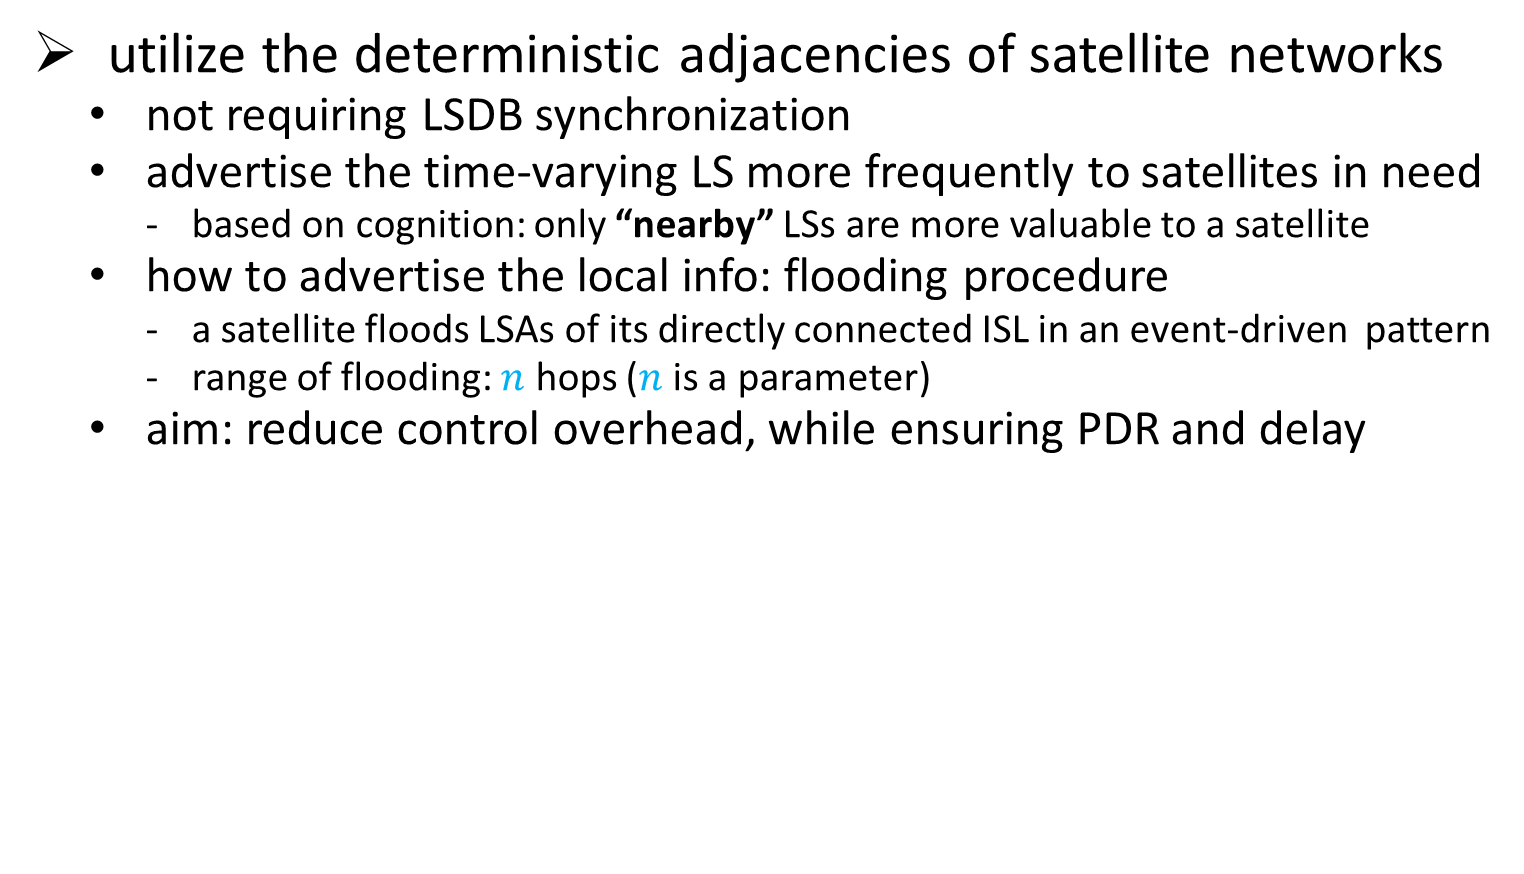 ➢ utilize the deterministic adjacencies of satellite networks
• not requiring LSDB synchronization
• advertise the time-varying LS more frequently to satellites in need
- based on cognition: only “nearby” LSs are more valuable to a satellite
• how to advertise the local info: flooding procedure
- a satellite floods LSAs of its directly connected ISL in an event-driven pattern
- range of flooding: n hops (n is a parameter)
• aim: reduce control overhead, while ensuring PDR and delay